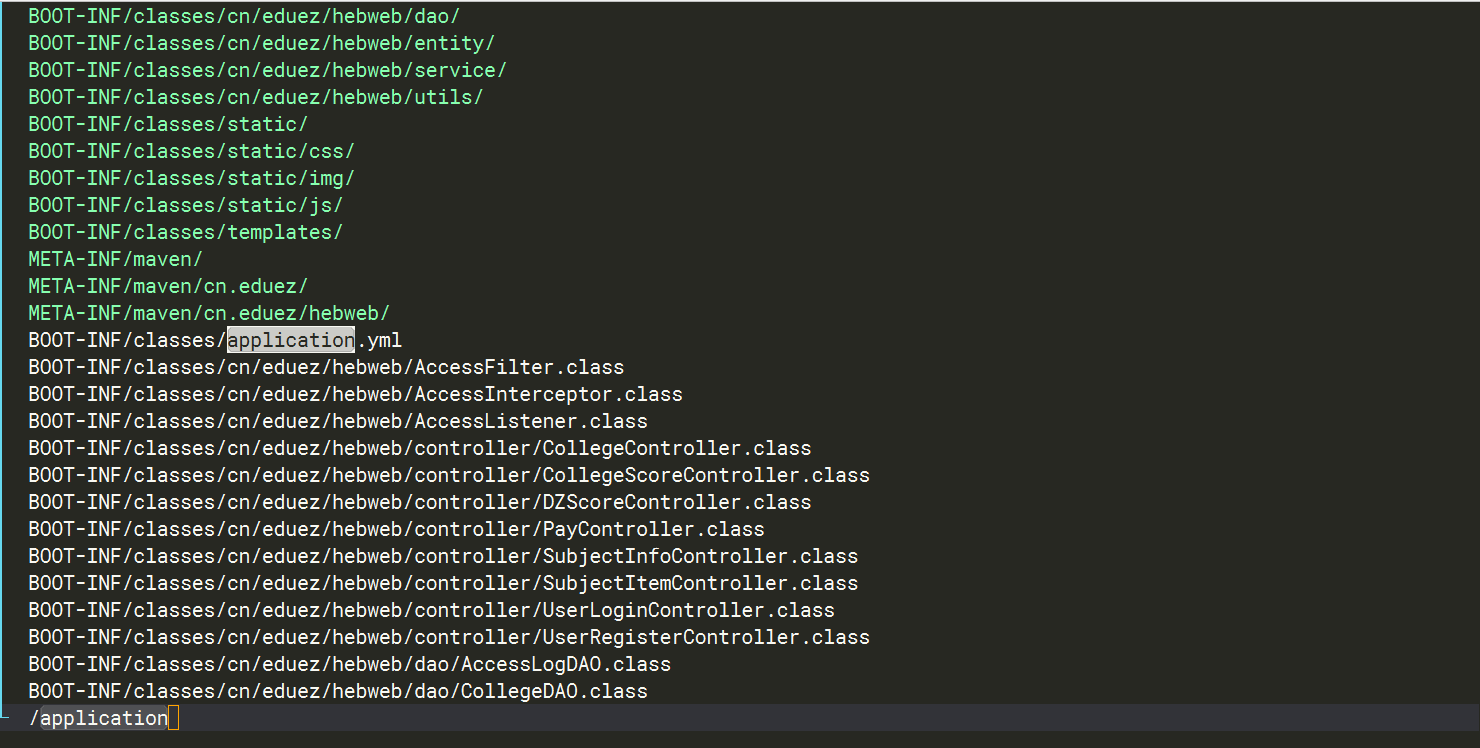 BOOT-INF/classes/cn/eduez/hebweb/dao/
BOOT-INF/classes/cn/eduez/hebweb/entity/
BOOT-INF/classes/cn/eduez/hebweb/service/
BOOT-INF/classes/cn/eduez/hebweb/utils/
BOOT-INF/classes/static/
BOOT-INF/classes/static/css/
BOOT-INF/classes/static/img/
BOOT-INF/classes/static/js/
BOOT-INF/classes/templates/
META-INF/maven/
META-INF/maven/cn.eduez/
META-INF/maven/cn.eduez/hebweb/
BOOT-INF/classes/application.yml
BOOT-INF/classes/cn/eduez/hebweb/AccessFilter.class
BOOT-INF/classes/cn/eduez/hebweb/AccessInterceptor.class
BOOT-INF/classes/cn/eduez/hebweb/AccessListener.class
BOOT-INF/classes/cn/eduez/hebweb/controller/CollegeController.class
BOOT-INF/classes/cn/eduez/hebweb/controller/CollegeScoreController.class
BOOT-INF/classes/cn/eduez/hebweb/controller/DZScoreController.class
BOOT-INF/classes/cn/eduez/hebweb/controller/PayController.class
BOOT-INF/classes/cn/eduez/hebweb/controller/SubjectInfoController.class
BOOT-INF/classes/cn/eduez/hebweb/controller/SubjectItemController.class
BOOT-INF/classes/cn/eduez/hebweb/controller/UserLoginController.class
BOOT-INF/classes/cn/eduez/hebweb/controller/UserRegisterController.class
BOOT-INF/classes/cn/eduez/hebweb/dao/AccessLogDAO.class
BOOT-INF/classes/cn/eduez/hebweb/dao/CollegeDAO.class
/application